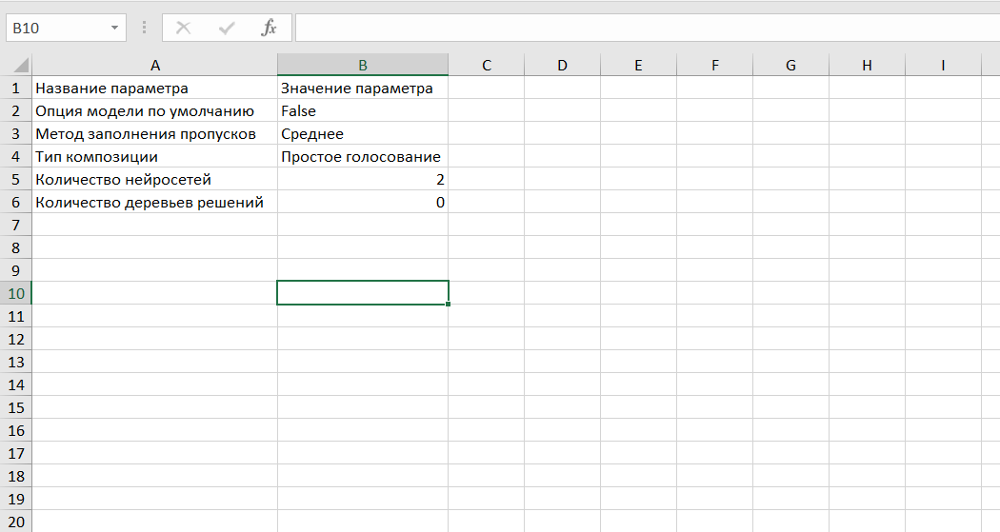 B10 fx
A B C D E F G H I
1 Название параметра Значение параметра
2 Опция модели по умолчанию False
3 Метод заполнения пропусков Среднее
4 Тип композиции Простое голосование
5 Количество нейросетей 2
6 Количество деревьев решений 0
7
8
9
10
11
12
13
14
15
16
17
18
19
20